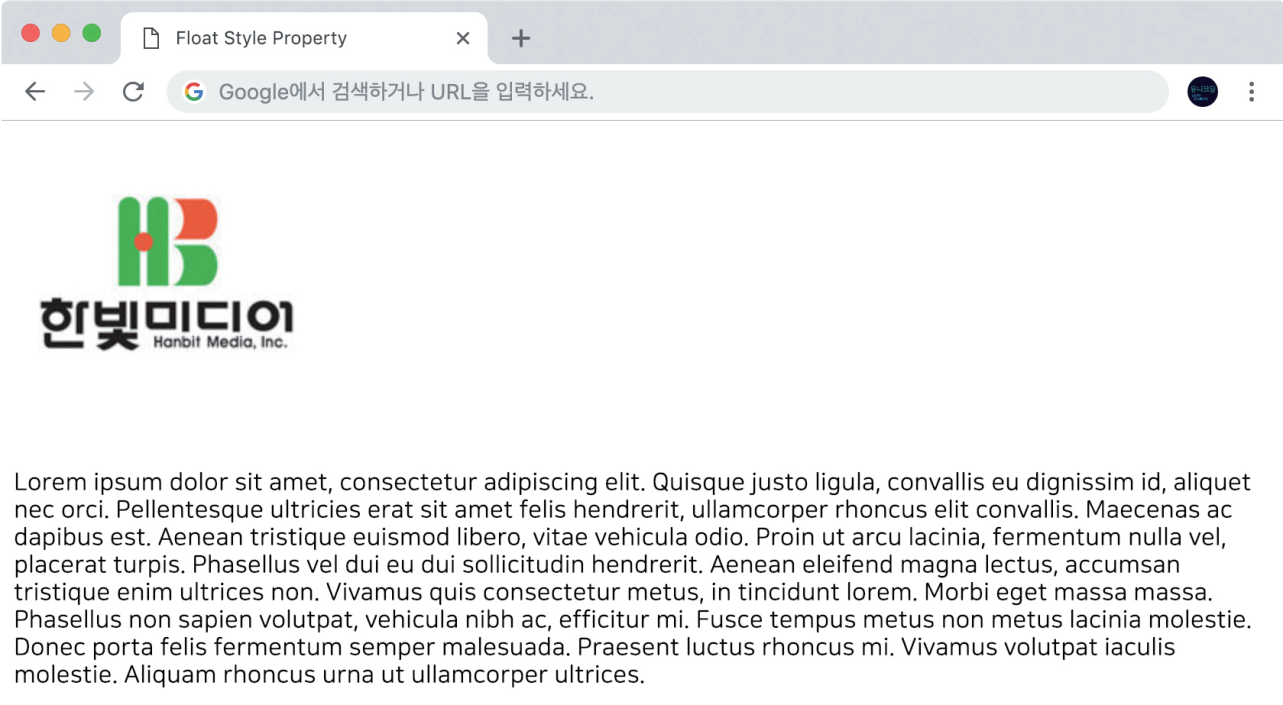 Float Style Property
Google에서 검색하거나 URL을 입력하세요.
한빛미디어
Hanbit Media, Inc.
Lorem ipsum dolor sit amet, consectetur adipiscing elit. Quisque justo ligula, convallis eu dignissim id, aliquet
nec orci. Pellentesque ultricies erat sit amet felis hendrerit, ullamcorper rhoncus elit convallis. Maecenas ac
dapibus est. Aenean tristique euismod libero, vitae vehicula odio. Proin ut arcu lacinia, fermentum nulla vel,
placerat turpis. Phasellus vel dui eu dui sollicitudin hendrerit. Aenean eleifend magna lectus, accumsan
tristique enim ultrices non. Vivamus quis consectetur metus, in tincidunt lorem. Morbi eget massa massa.
Phasellus non sapien volutpat, vehicula nibh ac, efficitur mi. Fusce tempus metus non metus lacinia molestie.
Donec porta felis fermentum semper malesuada. Praesent luctus rhoncus mi. Vivamus volutpat iaculis
molestie. Aliquam rhoncus urna ut ullamcorper ultrices.